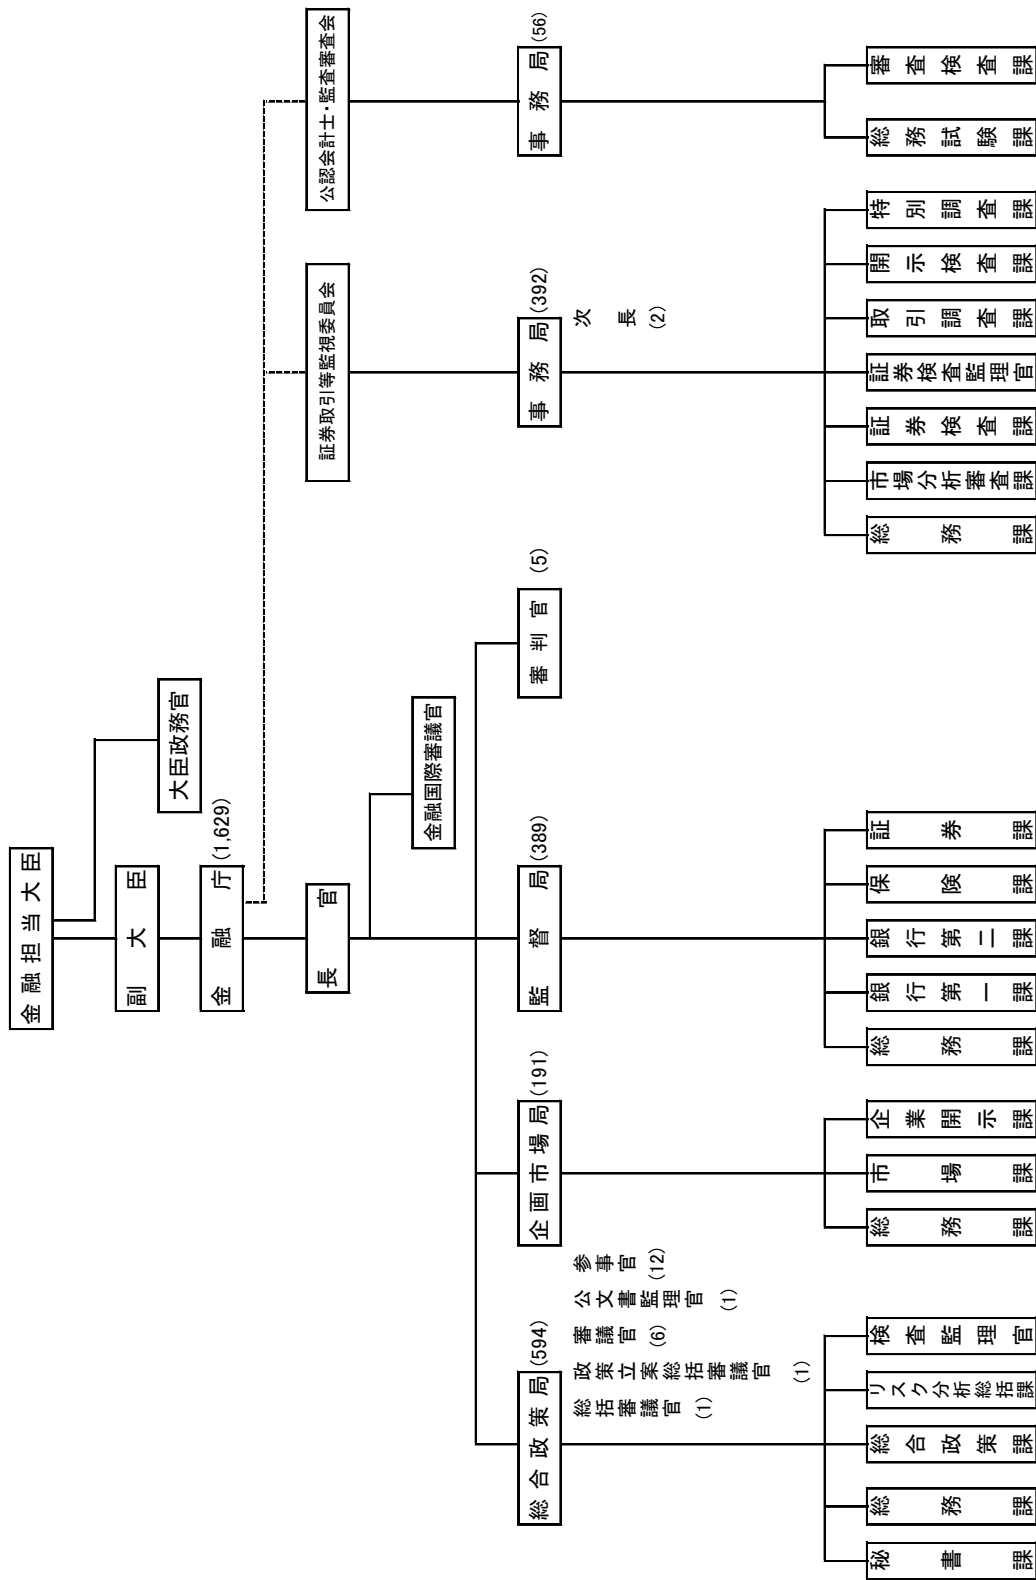 金融担当大臣
大臣政務官
副大臣
金融庁 (1,629)
長官
金融国際審議官
公認会計士・監査審査会
証券取引等監視委員会
総合政策局 (594)
総括審議官 (1)
政策立案総括審議官 (1)
審議官 (6)
公文書監理官 (1)
参事官 (12)
企画市場局 (191)
監督局 (389)
審判官 (5)
事務局 (392)
次長 (2)
事務局 (56)
秘書課
総務課
総合政策課
リスク分析総括課
検査監理官
総務課
市場課
企業開示課
総務課
銀行第一課
銀行第二課
保険課
証券課
総務課
市場分析審査課
証券検査課
証券検査監理官
取引調査課
開示検査課
特別調査課
総務試験課
審査検査課